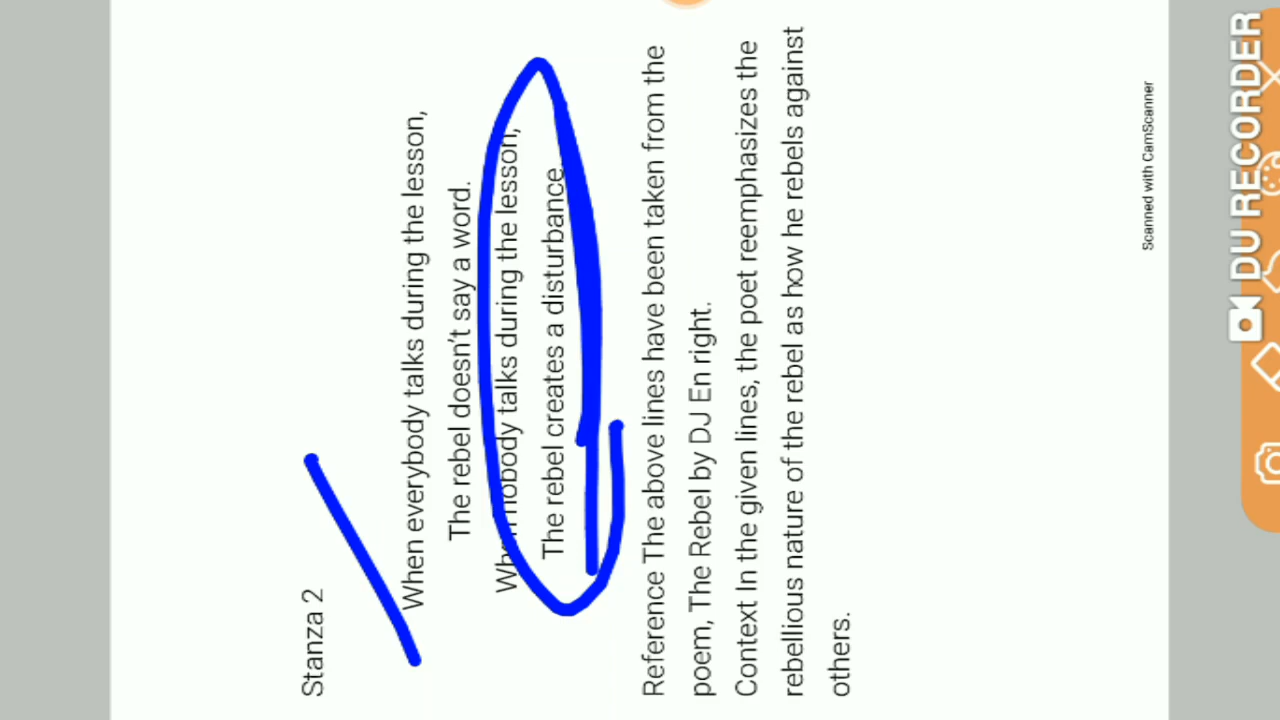 Stanza 2
When everybody talks during the lesson,
The rebel doesn't say a word.
When nobody talks during the lesson,
The rebel creates a disturbance.
Reference The above lines have been taken from the
poem, The Rebel by DJ En right.
Context In the given lines, the poet reemphasizes the
rebellious nature of the rebel as how he rebels against
others.
Scanned with CamScanner
DU RECORDER